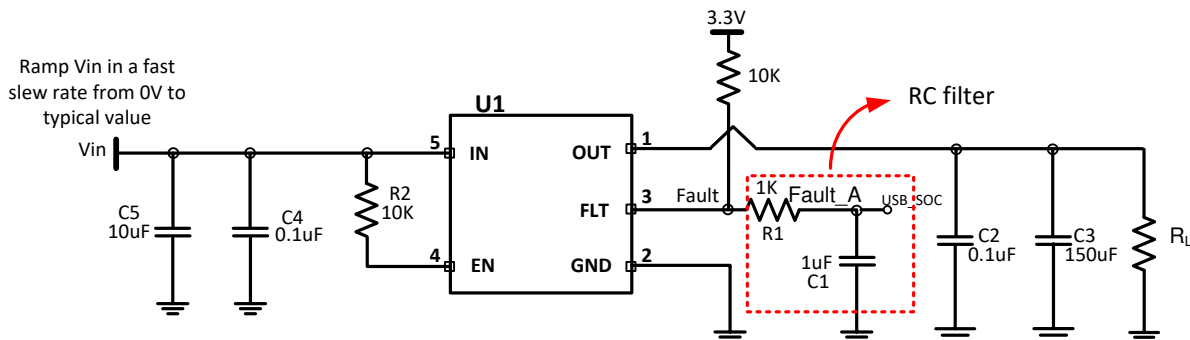 Ramp Vin in a fast
slew rate from 0V to
typical value
Vin
C5
10uF
C4
0.1uF
R2
10K
U1
5
IN
4
EN
OUT
1
FLT
3
GND
2
3.3V
10K
RC filter
Fault
1K
R1
Fault_A
USB_SOC
1uF
C1
C2
0.1uF
C3
150uF
RL